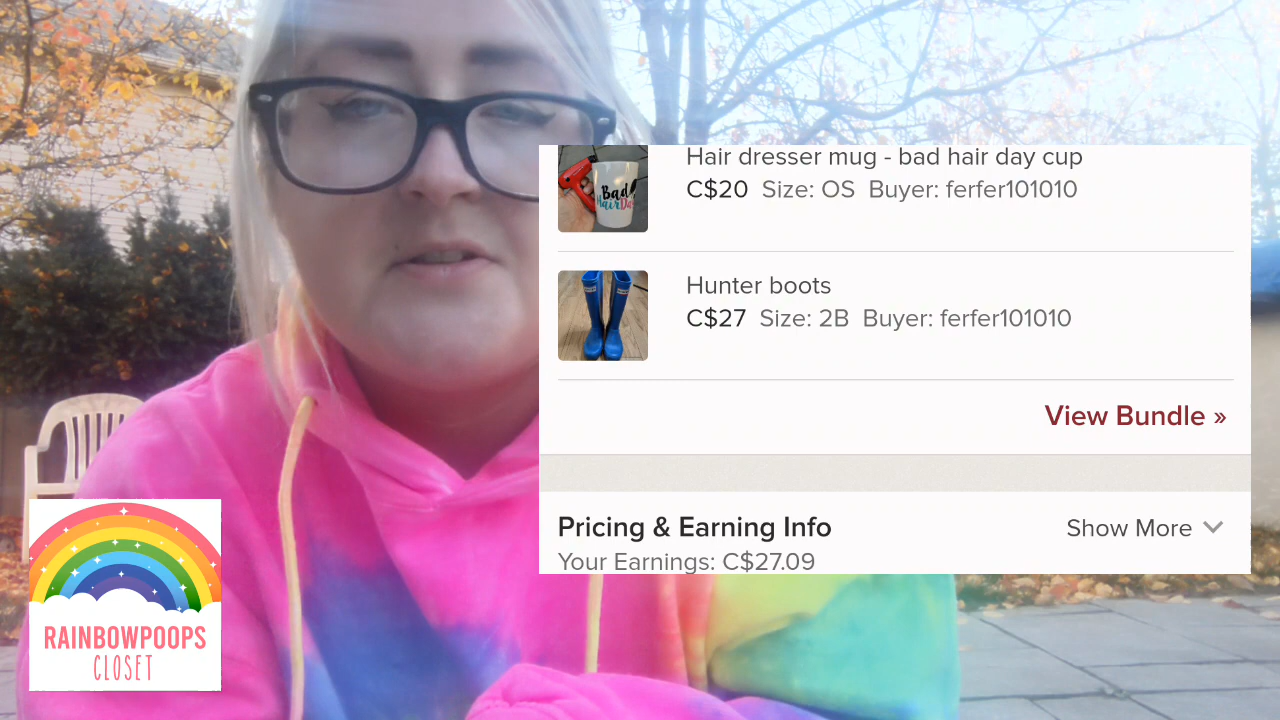 Hair dresser mug - bad hair day cup
C$20 Size: OS Buyer: ferfer101010
Bad
Hair Day
Hunter boots
C$27 Size: 2B Buyer: ferfer101010
View Bundle »
Pricing & Earning Info
Show More
Your Earnings: C$27.09
RAINBOWPOOPS
CLOSET